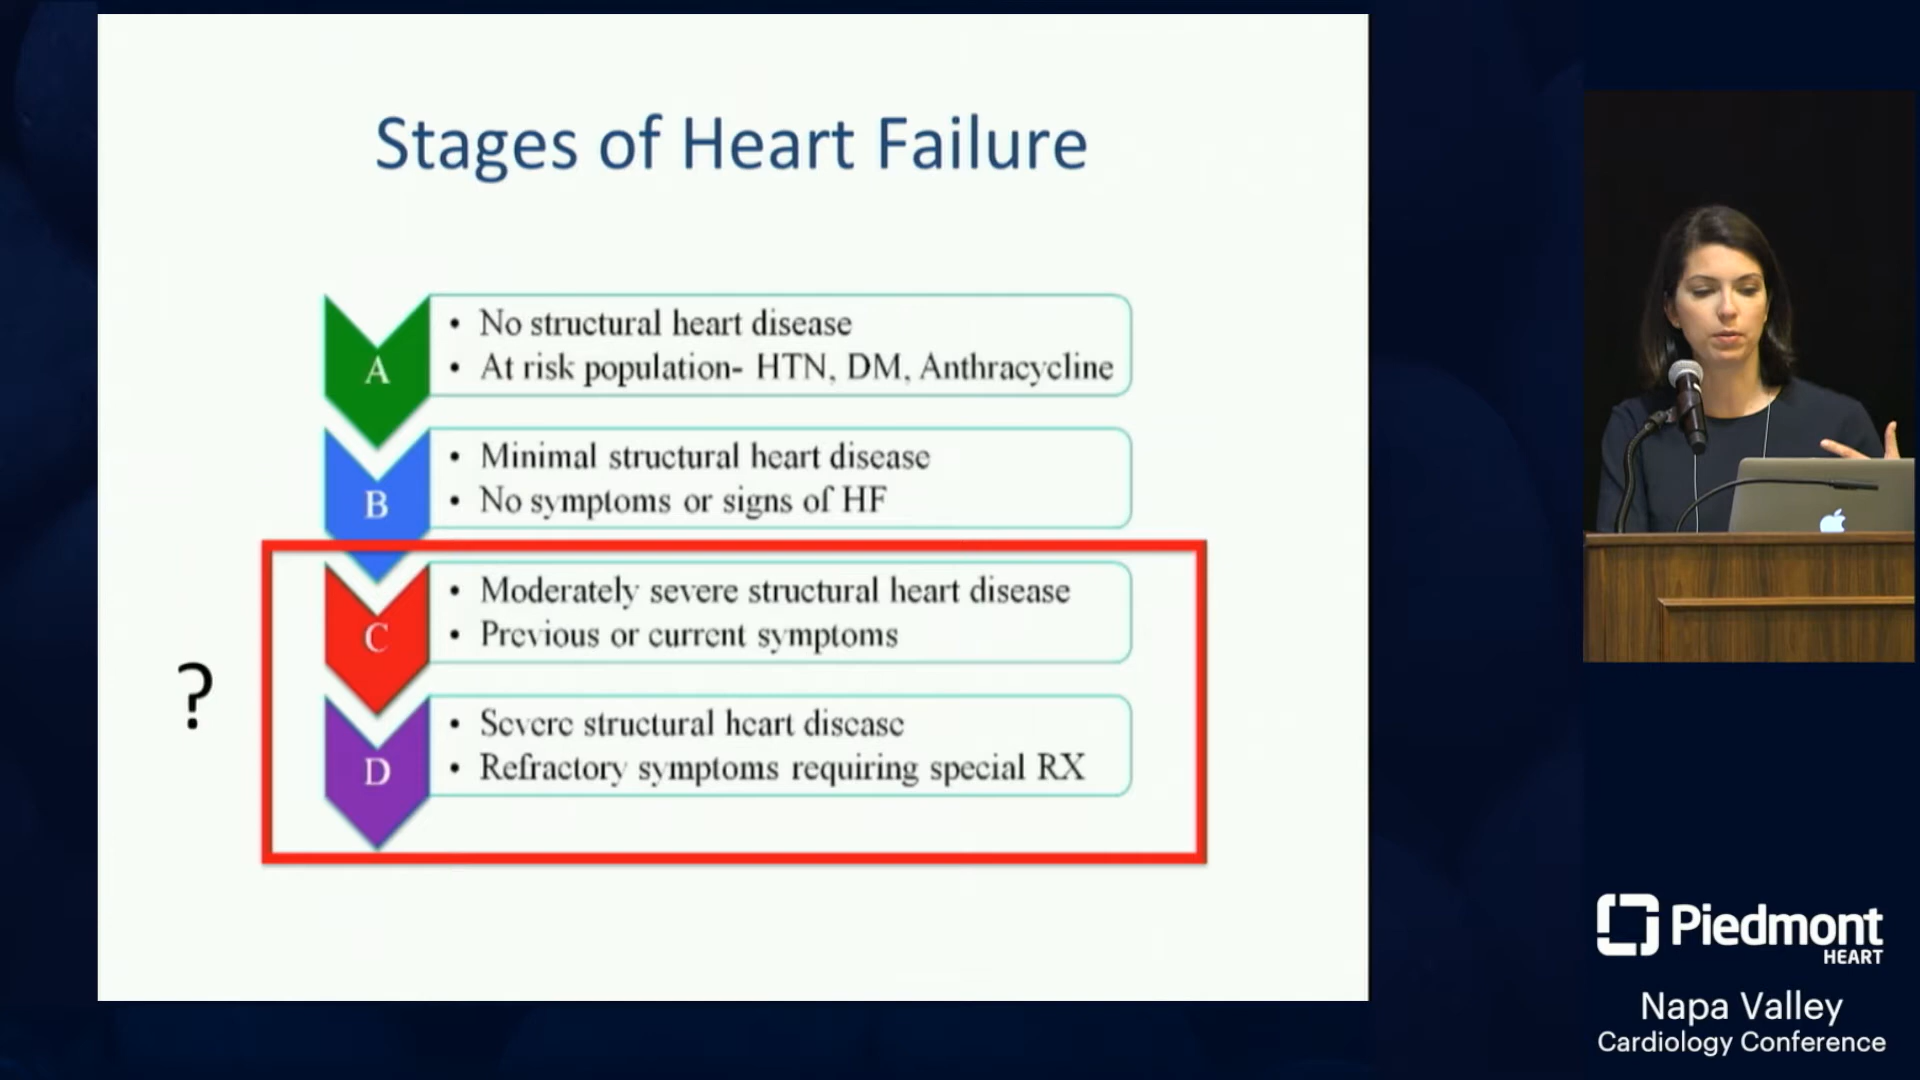 Stages of Heart Failure
A
• No structural heart disease
• At risk population- HTN, DM, Anthracycline
B
• Minimal structural heart disease
• No symptoms or signs of HF
?
C
• Moderately severe structural heart disease
• Previous or current symptoms
D
• Severe structural heart disease
• Refractory symptoms requiring special RX
Piedmont
HEART
Napa Valley
Cardiology Conference